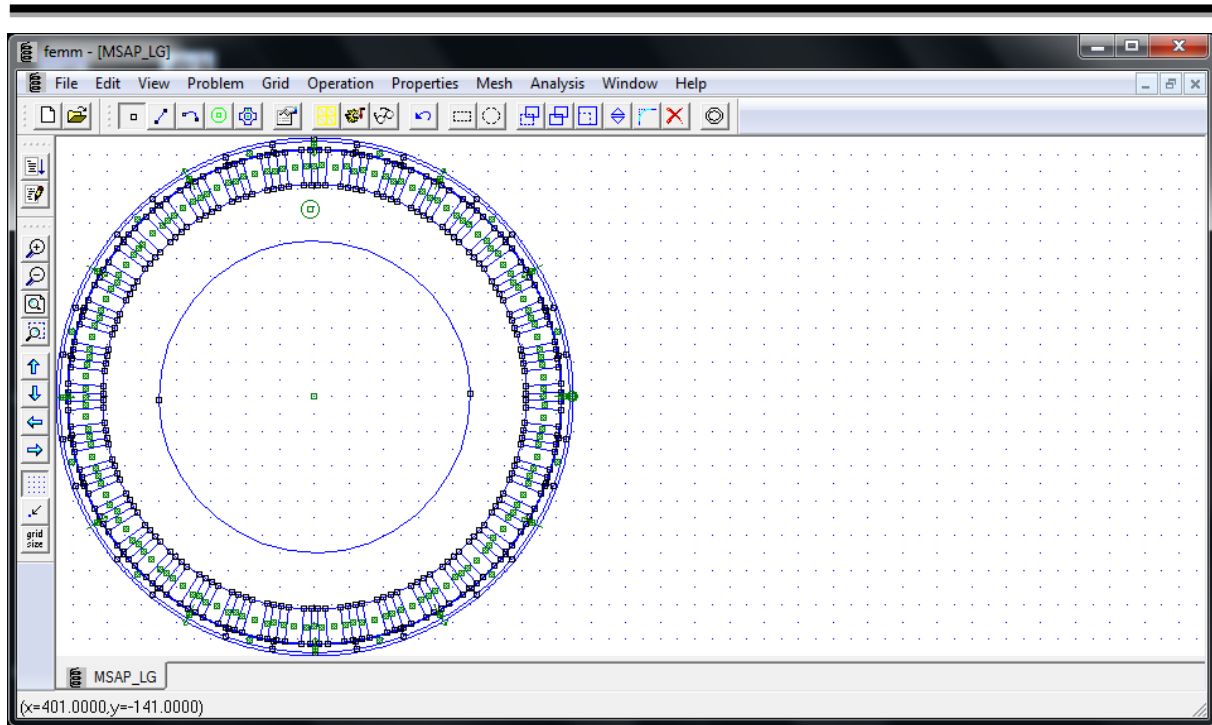 femm - [MSAP_LG]
File Edit View Problem Grid Operation Properties Mesh Analysis Window Help
grid
size
MSAP_LG
(x=401.0000,y=-141.0000)